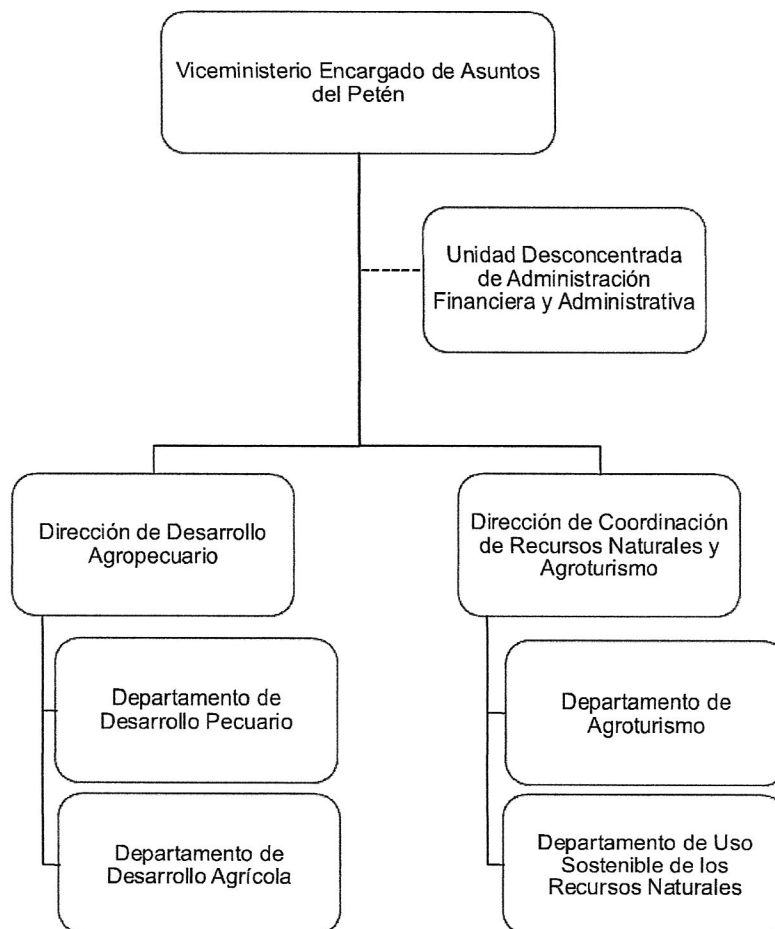 Viceministerio Encargado de Asuntos
del Petén
Unidad Desconcentrada
de Administración
Financiera y Administrativa
Dirección de Desarrollo
Agropecuario
Dirección de Coordinación
de Recursos Naturales y
Agroturismo
Departamento de
Desarrollo Pecuario
Departamento de
Agroturismo
Departamento de
Desarrollo Agrícola
Departamento de Uso
Sostenible de los
Recursos Naturales